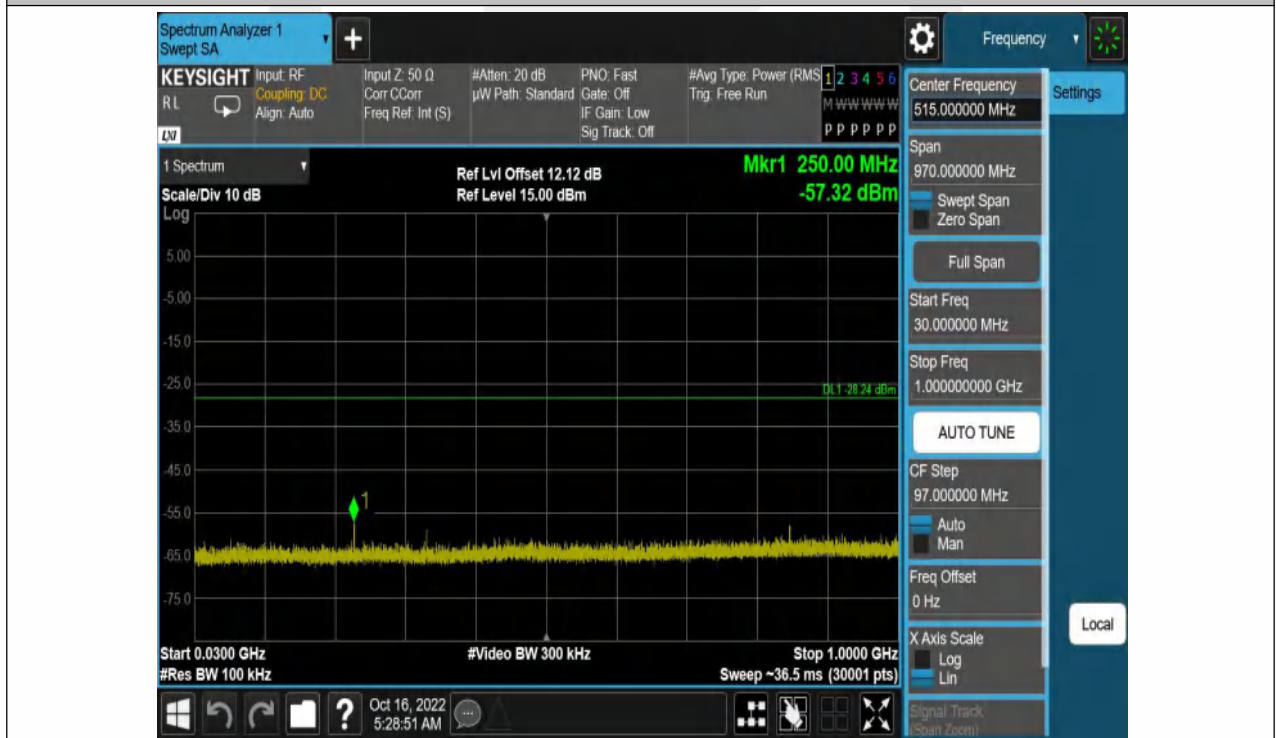 Spectrum Analyzer 1
Swept SA
+
Frequency
KEYSIGHT
RL
LXI
Input: RF
Coupling: DC
Align: Auto
Input Z: 50 Ω
Corr CCorr
Freq Ref: Int (S)
#Atten: 20 dB
µW Path: Standard
PNO: Fast
Gate: Off
IF Gain: Low
Sig Track: Off
#Avg Type: Power (RMS
Trig: Free Run
1 2 3 4 5 6
M W W W W W
P P P P P P
1 Spectrum
Scale/Div 10 dB
Log
Ref Lvl Offset 12.12 dB
Ref Level 15.00 dBm
Mkr1 250.00 MHz
-57.32 dBm
5.00
-5.00
-15.0
-25.0
DL1 -28.24 dBm
-35.0
-45.0
1
-55.0
-65.0
-75.0
Start 0.0300 GHz
#Res BW 100 kHz
#Video BW 300 kHz
Stop 1.0000 GHz
Sweep ~36.5 ms (30001 pts)
?
Oct 16, 2022
5:28:51 AM
Center Frequency
515.000000 MHz
Settings
Span
970.000000 MHz
Swept Span
Zero Span
Full Span
Start Freq
30.000000 MHz
Stop Freq
1.000000000 GHz
AUTO TUNE
CF Step
97.000000 MHz
Auto
Man
Freq Offset
0 Hz
X Axis Scale
Log
Lin
Local
Signal Track
(Span Zoom)